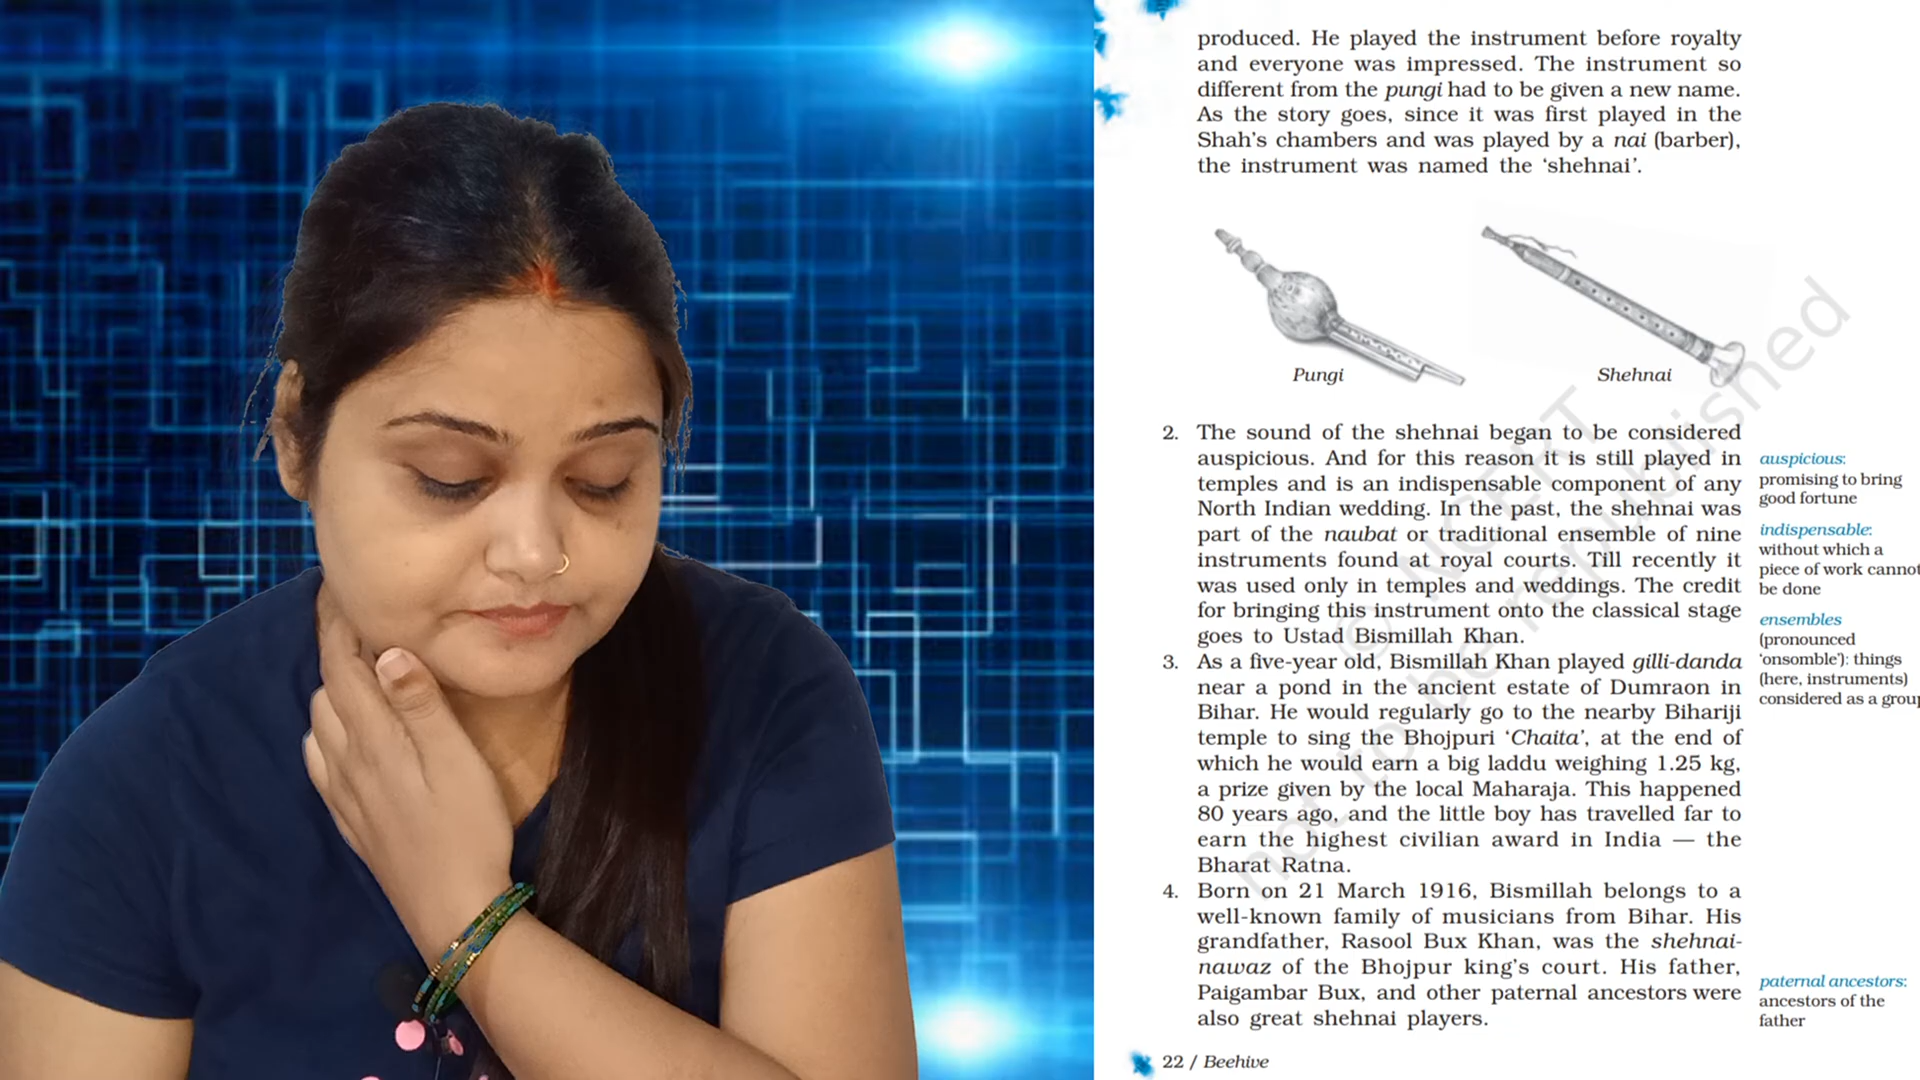 produced. He played the instrument before royalty
and everyone was impressed. The instrument so
different from the pungi had to be given a new name.
As the story goes, since it was first played in the
Shah's chambers and was played by a nai (barber),
the instrument was named the ‘shehnai’.
Pungi
Shehnai
2. The sound of the shehnai began to be considered
auspicious. And for this reason it is still played in
temples and is an indispensable component of any
North Indian wedding. In the past, the shehnai was
part of the naubat or traditional ensemble of nine
instruments found at royal courts. Till recently it
was used only in temples and weddings. The credit
for bringing this instrument onto the classical stage
goes to Ustad Bismillah Khan.
3. As a five-year old, Bismillah Khan played gilli-danda
near a pond in the ancient estate of Dumraon in
Bihar. He would regularly go to the nearby Bihariji
temple to sing the Bhojpuri ‘Chaita’, at the end of
which he would earn a big laddu weighing 1.25 kg,
a prize given by the local Maharaja. This happened
80 years ago, and the little boy has travelled far to
earn the highest civilian award in India — the
Bharat Ratna.
4. Born on 21 March 1916, Bismillah belongs to a
well-known family of musicians from Bihar. His
grandfather, Rasool Bux Khan, was the shehnai-
nawaz of the Bhojpur king's court. His father,
Paigambar Bux, and other paternal ancestors were
also great shehnai players.
auspicious:
promising to bring
good fortune
indispensable:
without which a
piece of work cannot
be done
ensembles
(pronounced
‘onsomble’): things
(here, instruments)
considered as a group
paternal ancestors:
ancestors of the
father
22 / Beehive
© NCERT
not to be republished